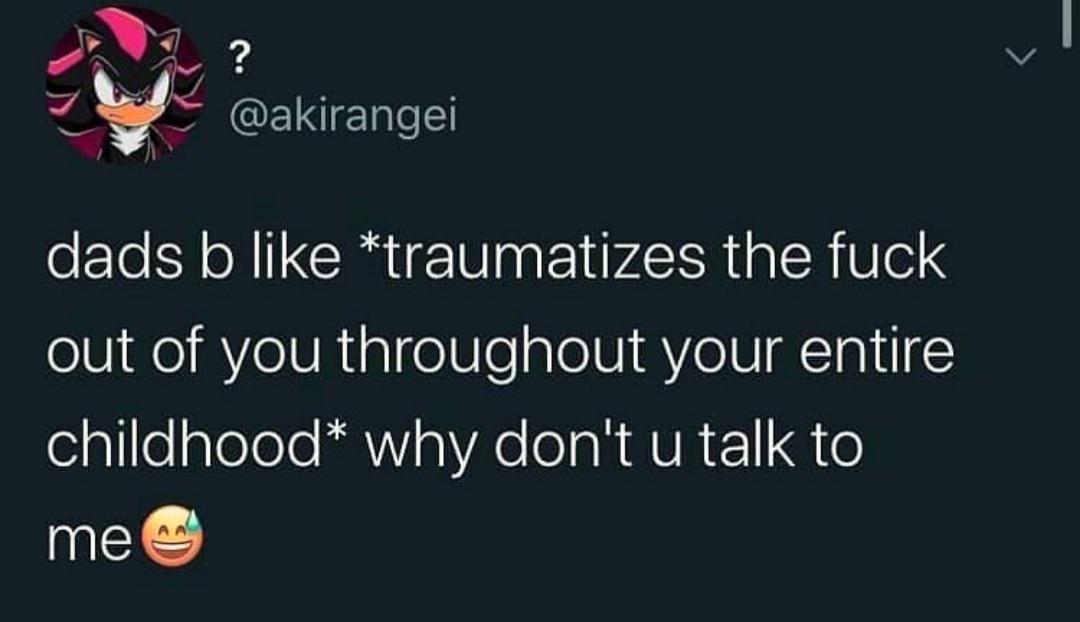 ?
@akirangei
dads b like *traumatizes the fuck
out of you throughout your entire
childhood* why don't u talk to
me😅